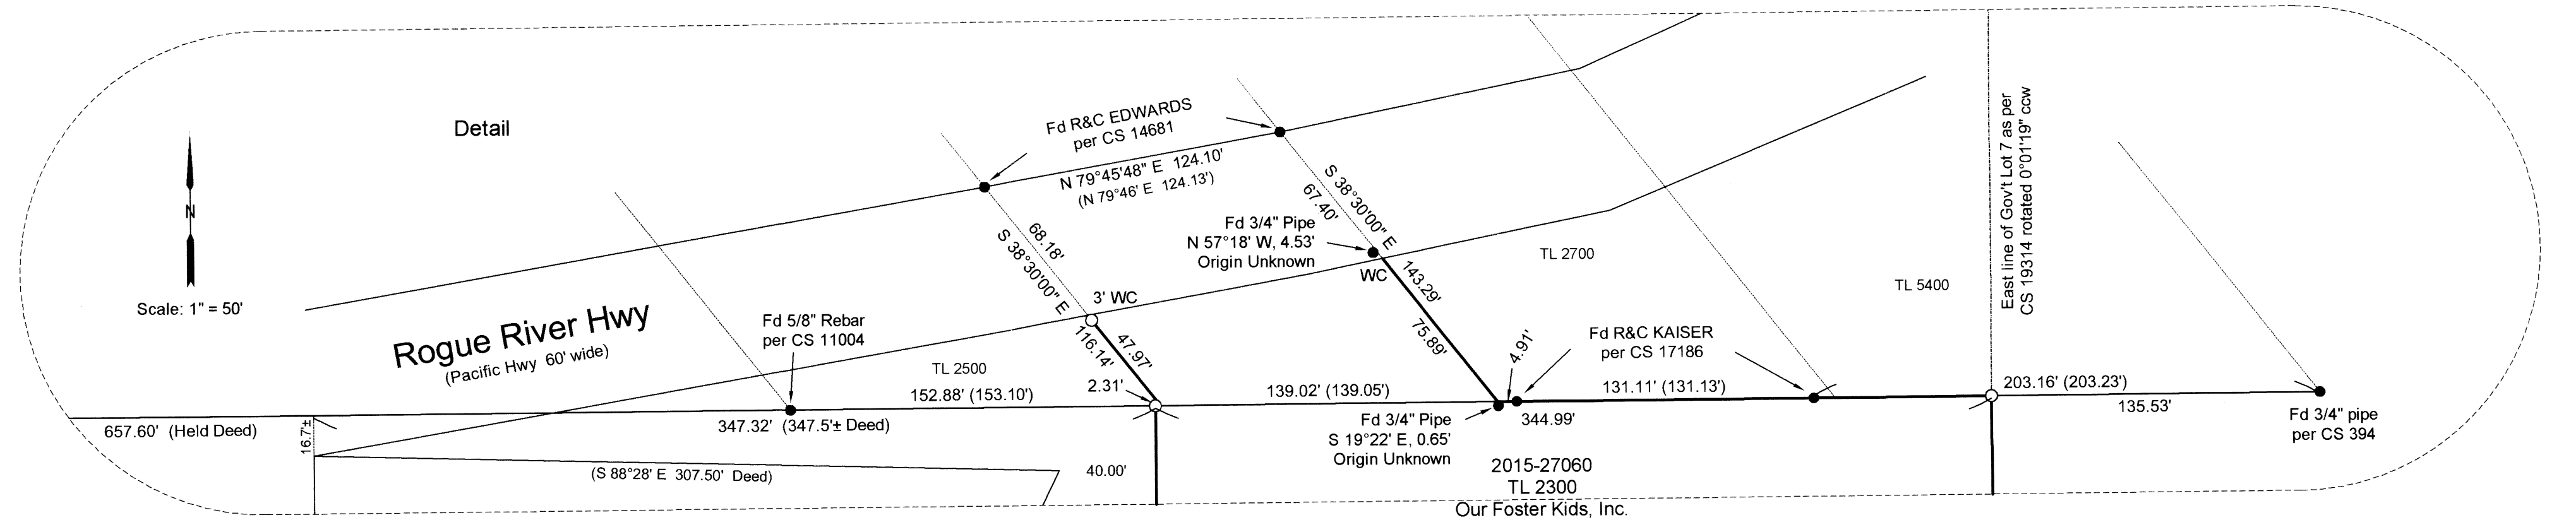 Detail
N
Scale: 1" = 50'
Rogue River Hwy
(Pacific Hwy 60' wide)
Fd R&C EDWARDS
per CS 14681
N 79°45'48" E 124.10'
(N 79°46' E 124.13')
68.18'
S 38°30'00" E
116.14'
47.97'
3' WC
S 38°30'00" E
67.40'
Fd 3/4" Pipe
N 57°18' W, 4.53'
Origin Unknown
WC
143.29'
75.89'
TL 2700
TL 5400
East line of Gov't Lot 7 as per
CS 19314 rotated 0°01'19" ccw
Fd 5/8" Rebar
per CS 11004
TL 2500
152.88' (153.10')
2.31'
139.02' (139.05')
4.91'
Fd R&C KAISER
per CS 17186
131.11' (131.13')
203.16' (203.23')
135.53'
Fd 3/4" pipe
per CS 394
657.60' (Held Deed)
16.7'±
347.32' (347.5'± Deed)
Fd 3/4" Pipe
S 19°22' E, 0.65'
Origin Unknown
344.99'
(S 88°28' E 307.50' Deed)
40.00'
2015-27060
TL 2300
Our Foster Kids, Inc.